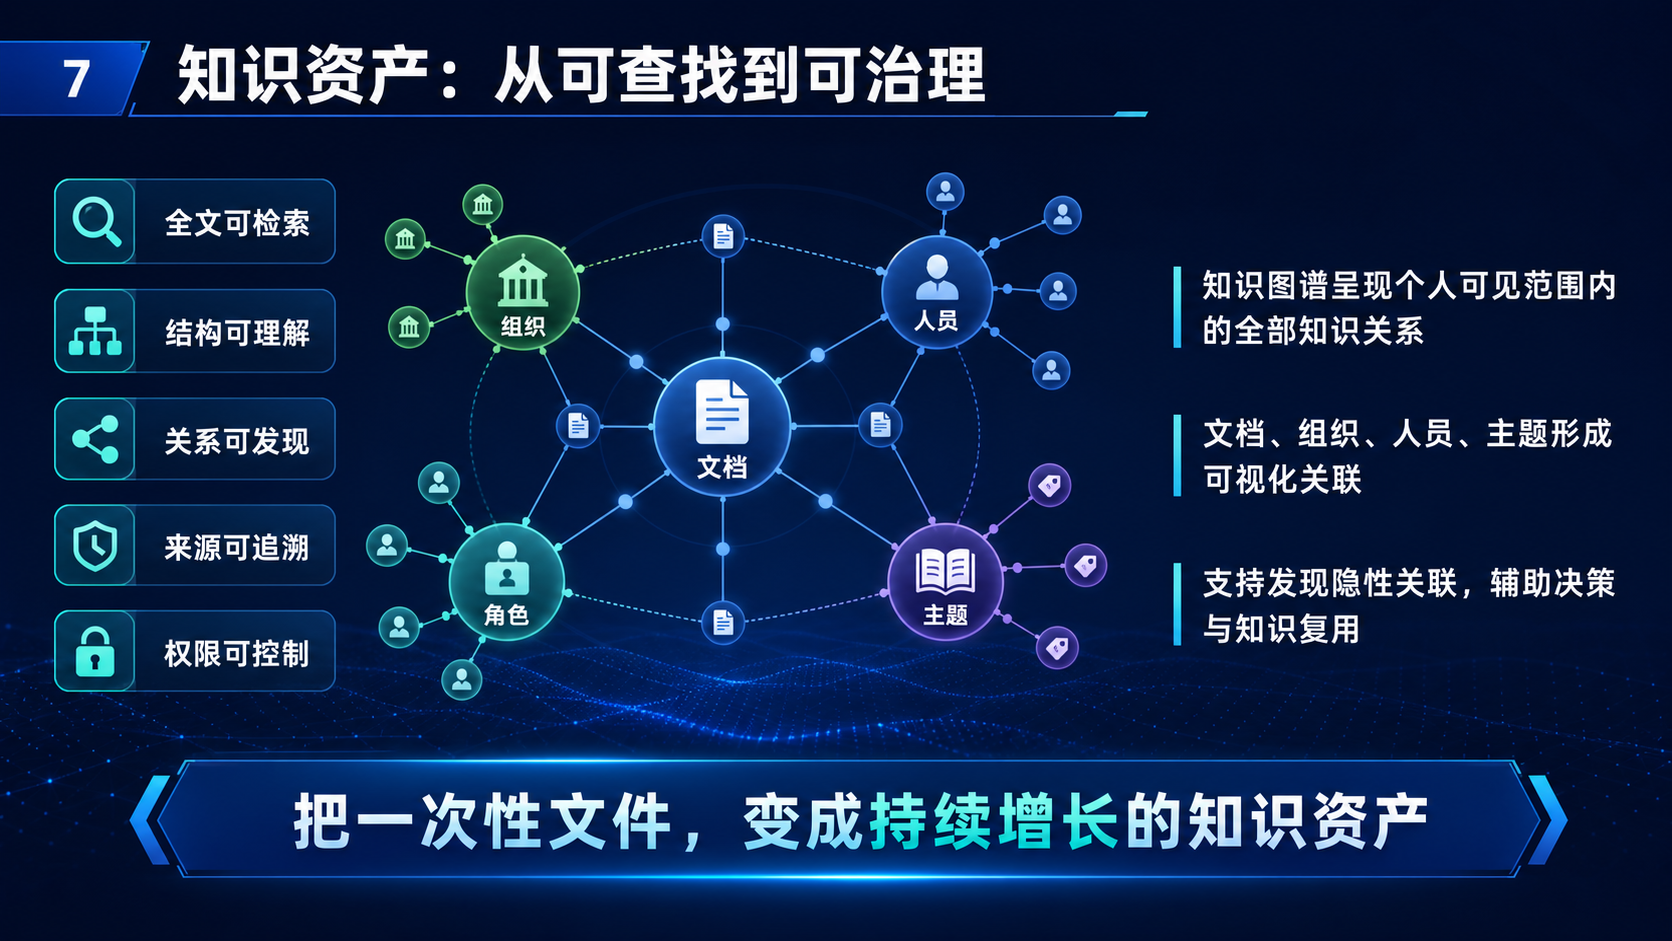 7
知识资产：从可查找到可治理
全文可检索
结构可理解
关系可发现
来源可追溯
权限可控制
组织
人员
文档
角色
主题
知识图谱呈现个人可见范围内
的全部知识关系
文档、组织、人员、主题形成
可视化关联
支持发现隐性关联，辅助决策
与知识复用
把一次性文件，变成持续增长的知识资产